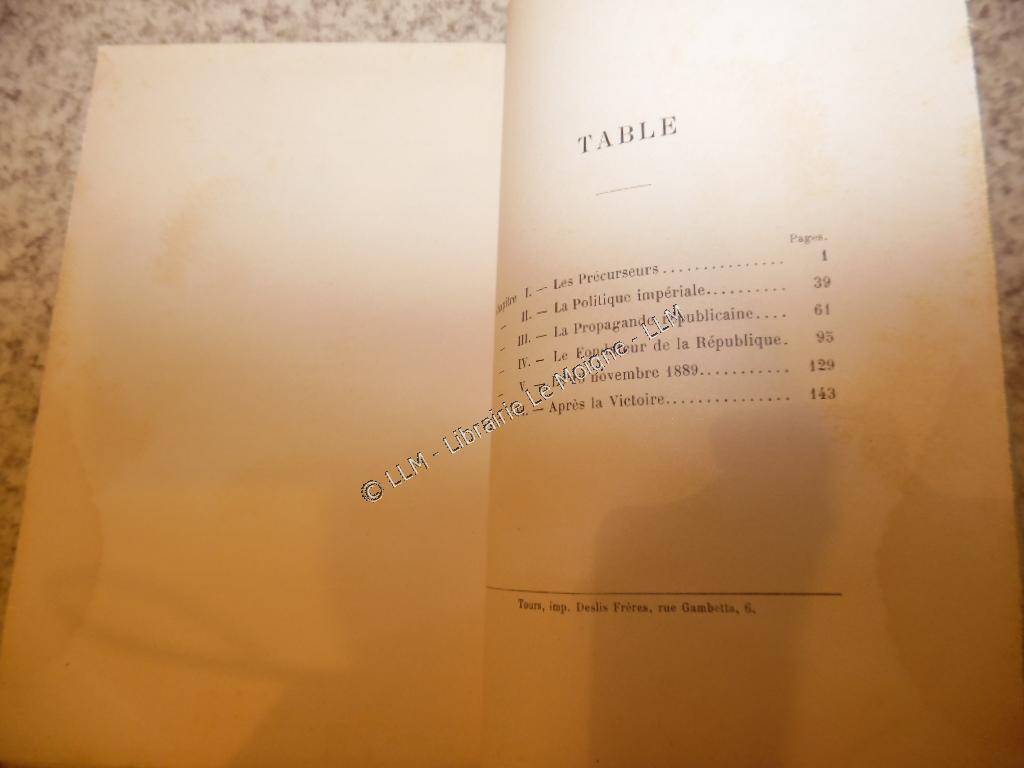 TABLE
Pages.
Chapitre I. — Les Précurseurs ............... 1
— II. — La Politique impériale.......... 39
— III. — La Propagande républicaine.... 61
— IV. — Le Fondateur de la République. 95
— V. — novembre 1889........... 129
— Après la Victoire............... 143
© LLM - Librairie Le Moigne - LLM
Tours, imp. Deslis Frères, rue Gambetta, 6.